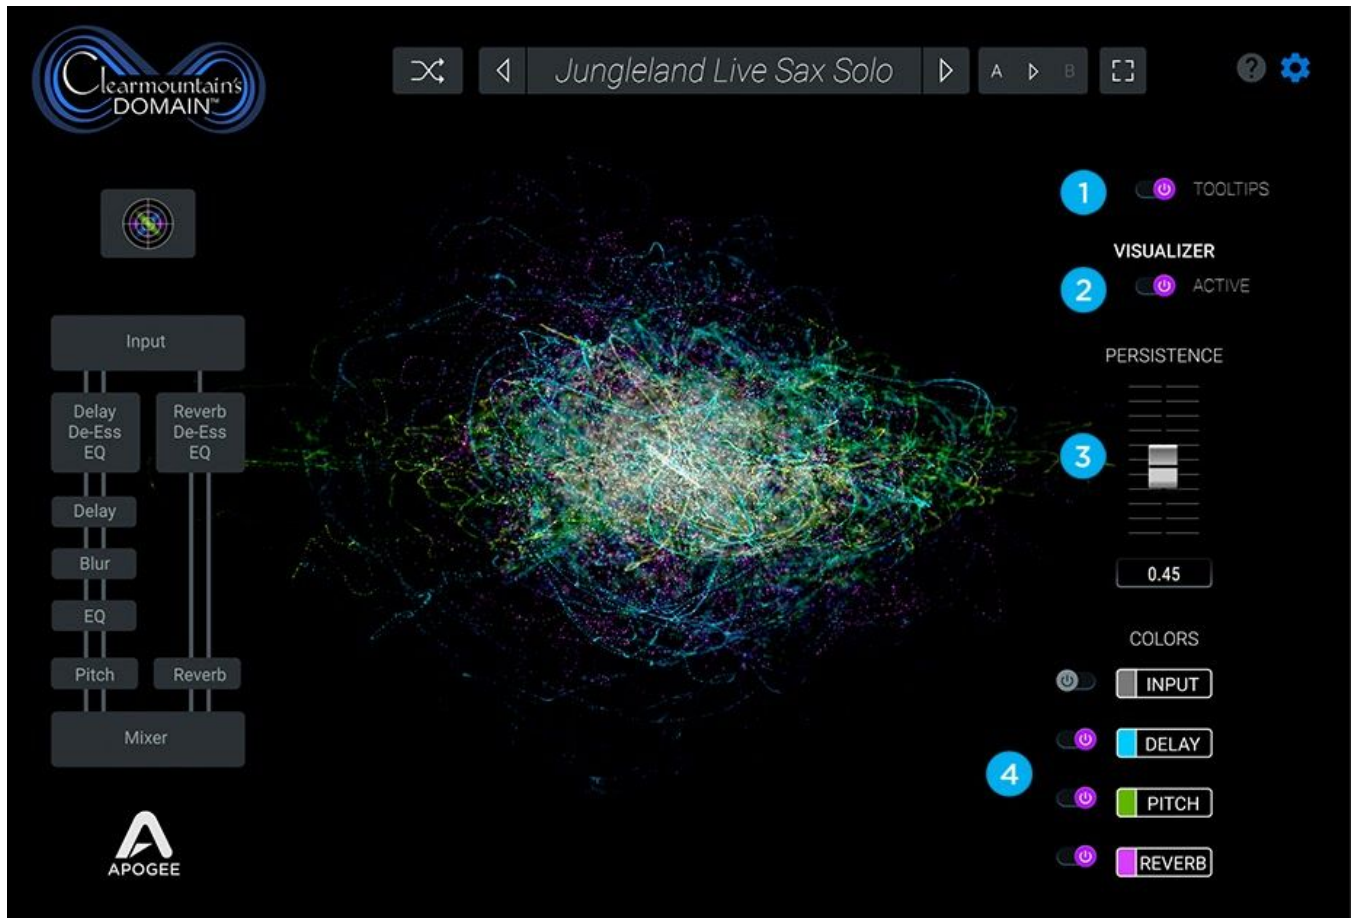 Clearmountain's
DOMAIN™
Jungleland Live Sax Solo
A
B
?
1
TOOLTIPS
VISUALIZER
2
ACTIVE
PERSISTENCE
3
0.45
COLORS
INPUT
DELAY
4
PITCH
REVERB
Input
Delay
De-Ess
EQ
Reverb
De-Ess
EQ
Delay
Blur
EQ
Pitch
Reverb
Mixer
APOGEE